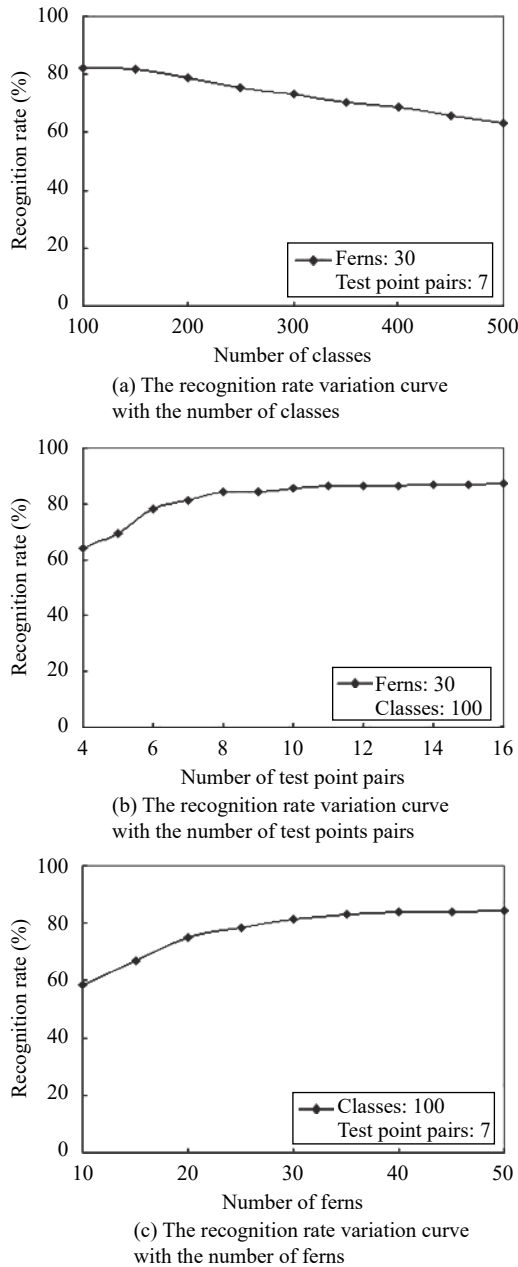 100
80
60
40
20
0
Recognition rate (%)
Ferns: 30
Test point pairs: 7
100 200 300 400 500
Number of classes
(a) The recognition rate variation curve
with the number of classes
100
80
60
40
20
0
Recognition rate (%)
Ferns: 30
Classes: 100
4 6 8 10 12 14 16
Number of test point pairs
(b) The recognition rate variation curve
with the number of test points pairs
100
80
60
40
20
0
Recognition rate (%)
Classes: 100
Test point pairs: 7
10 20 30 40 50
Number of ferns
(c) The recognition rate variation curve
with the number of ferns